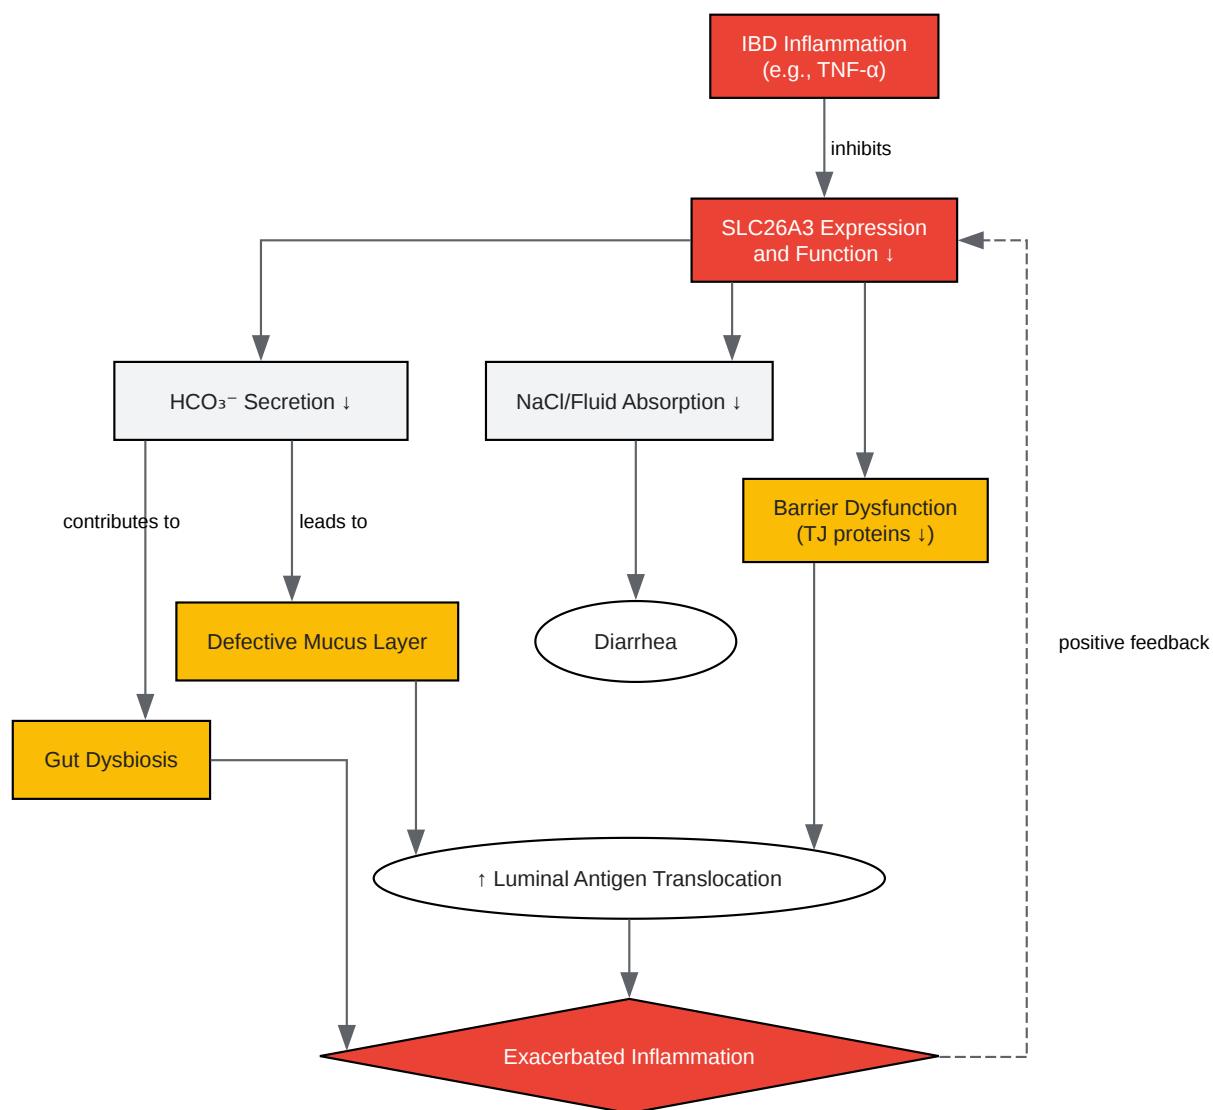 IBD Inflammation
(e.g., TNF-α)
inhibits
SLC26A3 Expression
and Function ↓
HCO₃⁻ Secretion ↓
NaCl/Fluid Absorption ↓
Barrier Dysfunction
(TJ proteins ↓)
contributes to
leads to
Defective Mucus Layer
Diarrhea
positive feedback
Gut Dysbiosis
↑ Luminal Antigen Translocation
Exacerbated Inflammation